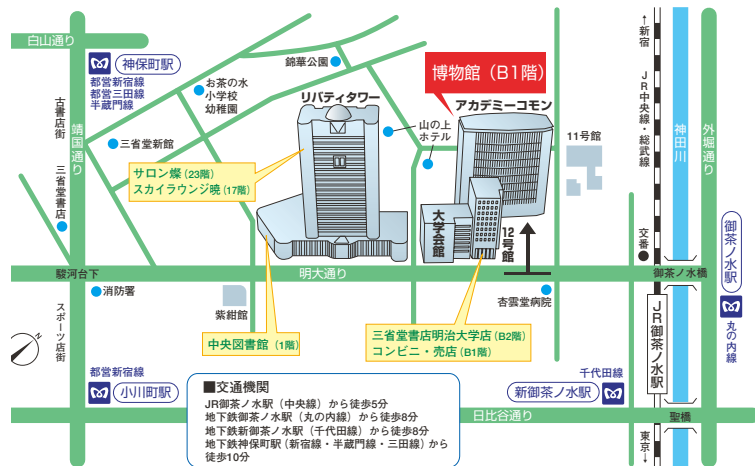 白山通り
神保町駅
都営新宿線
都営三田線
半蔵門線
古書店街
靖国通り
三省堂書店
三省堂新館
お茶の水
小学校
幼稚園
錦華公園
リバティタワー
山の上
ホテル
博物館（B1階）
アカデミーコモン
11号館
サロン燦（23階）
スカイラウンジ暁（17階）
大学会館
12号館
↑新宿
JR中央線・総武線
神田川
外堀通り
交番
御茶ノ水駅
丸の内線
駿河台下
明大通り
御茶ノ水橋
消防署
紫紺館
杏雲堂病院
スポーツ店街
N
中央図書館（1階）
三省堂書店明治大学店（B2階）
コンビニ・売店（B1階）
JR御茶ノ水駅
都営新宿線
小川町駅
千代田線
新御茶ノ水駅
日比谷通り
聖橋
東京↓
■交通機関
JR御茶ノ水駅（中央線）から徒歩5分
地下鉄御茶ノ水駅（丸の内線）から徒歩8分
地下鉄新御茶ノ水駅（千代田線）から徒歩8分
地下鉄神保町駅（新宿線・半蔵門線・三田線）から
徒歩10分